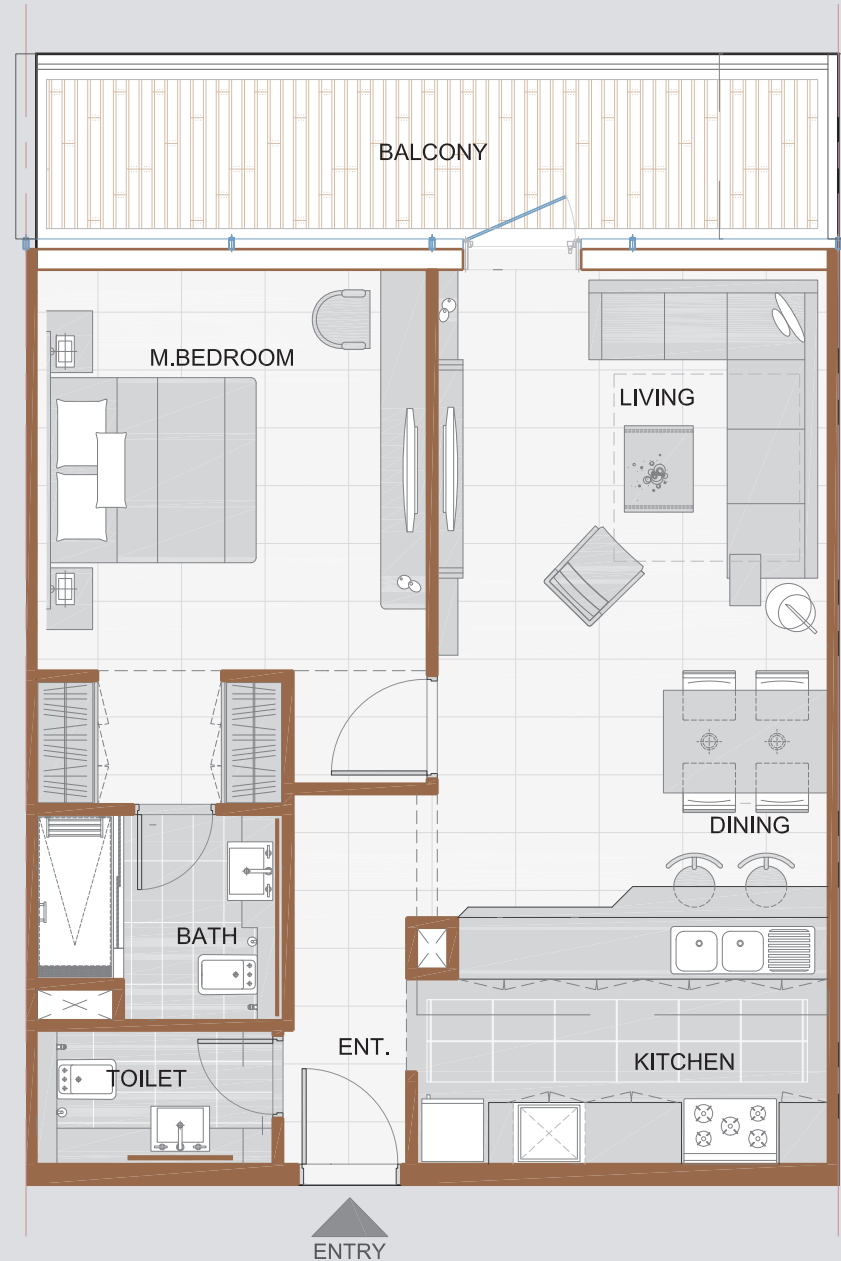 BALCONY
M.BEDROOM
LIVING
DINING
BATH
ENT.
KITCHEN
TOILET
ENTRY